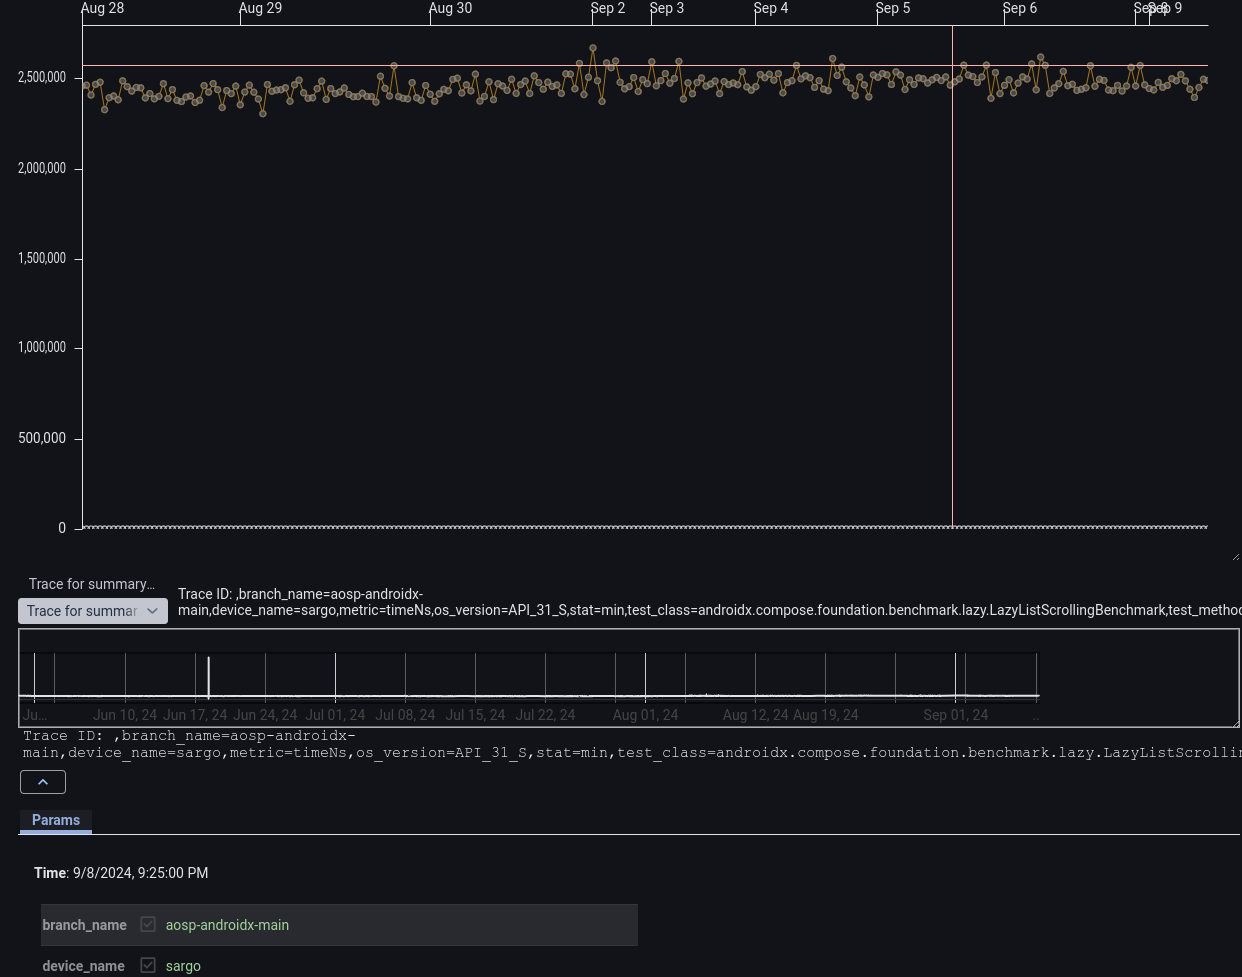 Aug 28 Aug 29 Aug 30 Sep 2 Sep 3 Sep 4 Sep 5 Sep 6 Sep 9
2,500,000
2,000,000
1,500,000
1,000,000
500,000
0
Trace for summary...
Trace for summar
Trace ID: ,branch_name=aosp-androidx-
main,device_name=sargo,metric=timeNs,os_version=API_31_S,stat=min,test_class=androidx.compose.foundation.benchmark.lazy.LazyListScrollingBenchmark,test_metho
Ju... Jun 10, 24 Jun 17, 24 Jun 24, 24 Jul 01, 24 Jul 08, 24 Jul 15, 24 Jul 22, 24 Aug 01, 24 Aug 12, 24 Aug 19, 24 Sep 01, 24 ..
Trace ID: ,branch_name=aosp-androidx-
main,device_name=sargo,metric=timeNs,os_version=API_31_S,stat=min,test_class=androidx.compose.foundation.benchmark.lazy.LazyListScrollin
Params
Time: 9/8/2024, 9:25:00 PM
branch_name aosp-androidx-main
device_name sargo